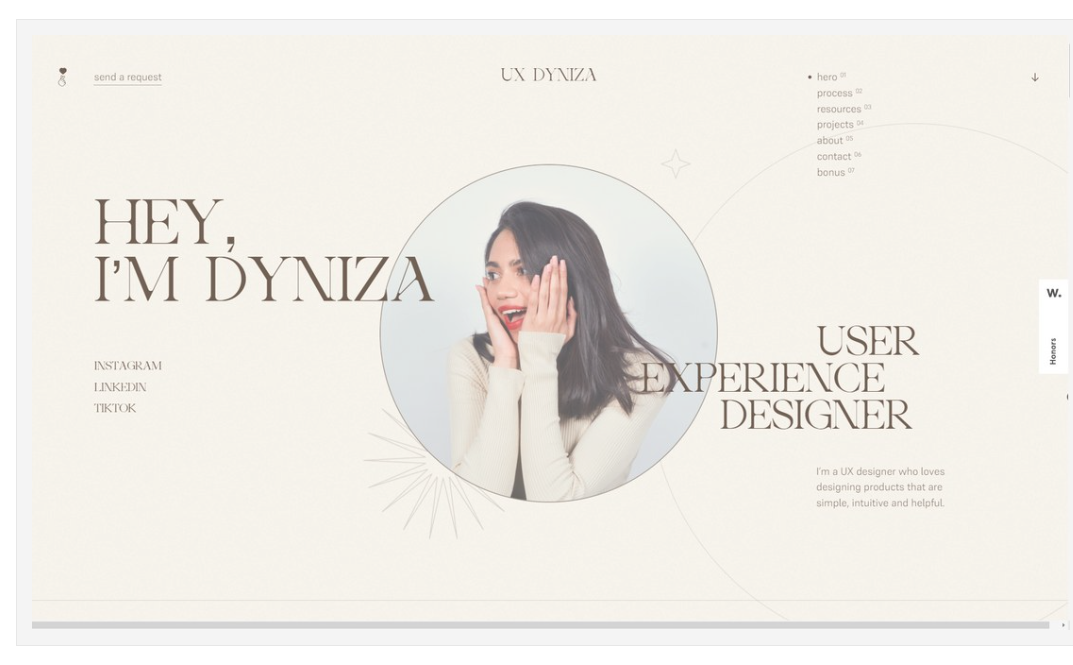 send a request
UX DYNIZA
hero 01
process 02
resources 03
projects 04
about 05
contact 06
bonus 07
HEY,
I'M DYNIZA
INSTAGRAM
LINKEDIN
TIKTOK
USER
EXPERIENCE
DESIGNER
I'm a UX designer who loves
designing products that are
simple, intuitive and helpful.
W.
Honors